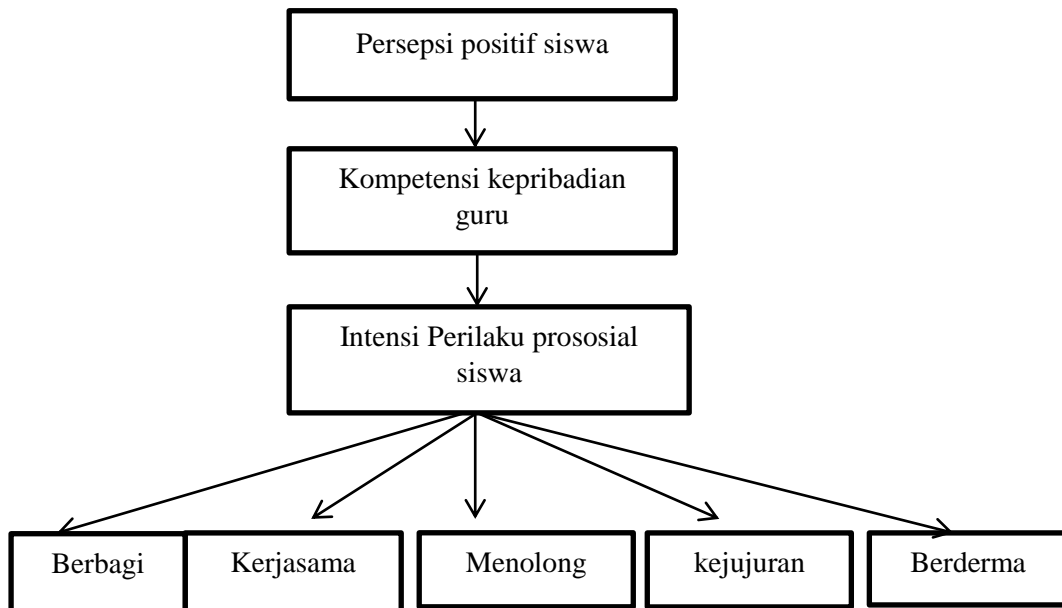 Persepsi positif siswa
Kompetensi kepribadian
guru
Intensi Perilaku prososial
siswa
Berbagi
Kerjasama
Menolong
kejujuran
Berderma